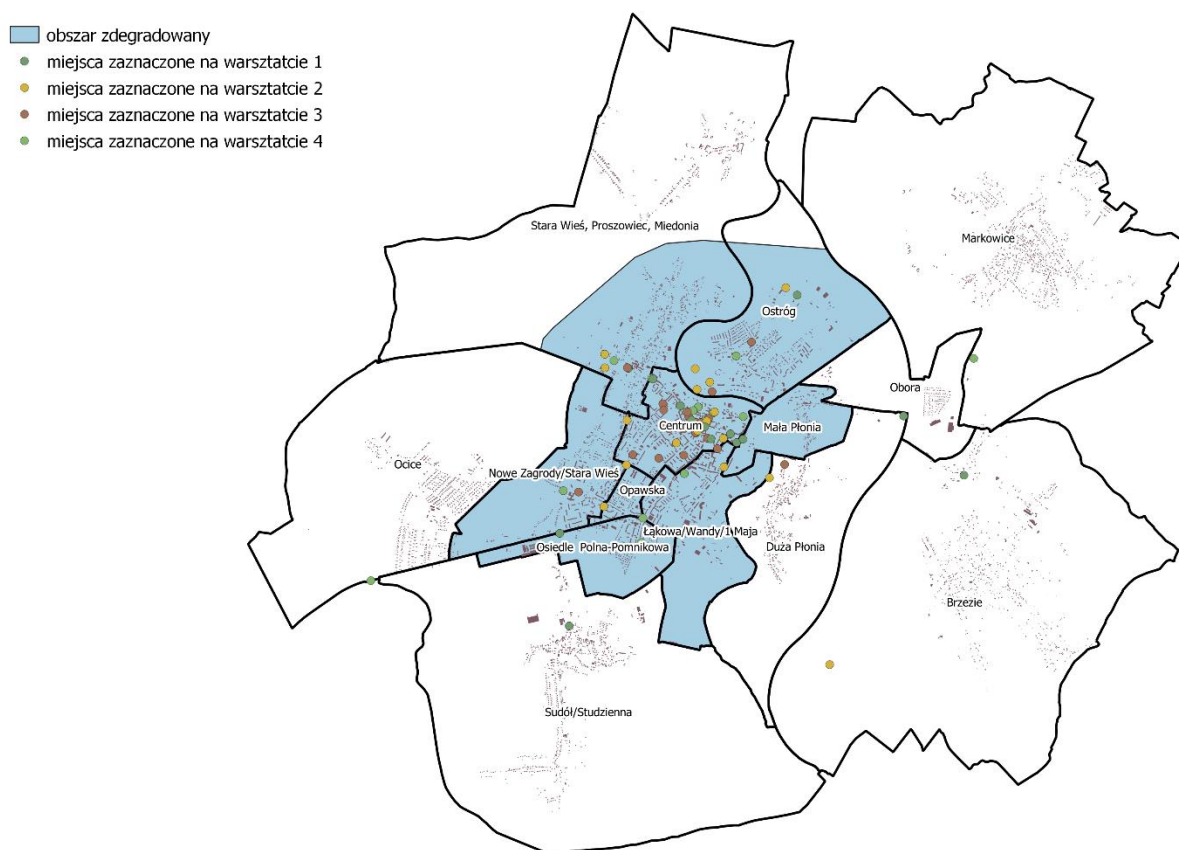 obszar zdegradowany
miejsca zaznaczone na warsztatcie 1
miejsca zaznaczone na warsztatcie 2
miejsca zaznaczone na warsztatcie 3
miejsca zaznaczone na warsztatcie 4
Stara Wieś, Proszowiec, Miedonia
Markowice
Ostróg
Obora
Centrum
Mała Płonia
Ocice
Nowe Zagrody/Stara Wieś
Opawska
Łąkowa/Wandy/1 Maja
Osiedle Polna-Pomnikowa
Duża Płonia
Brzezie
Sudół/Studzienna